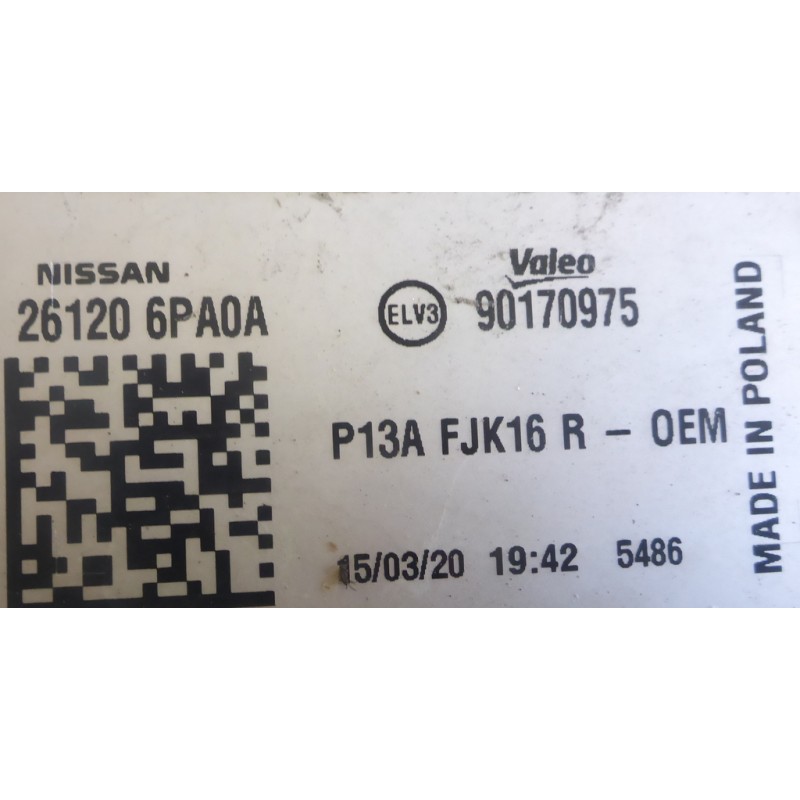 NISSAN
26120 6PA0A
ELV3
Valeo
90170975
P13A FJK16 R - OEM
15/03/20 19:42 5486
MADE IN POLAND